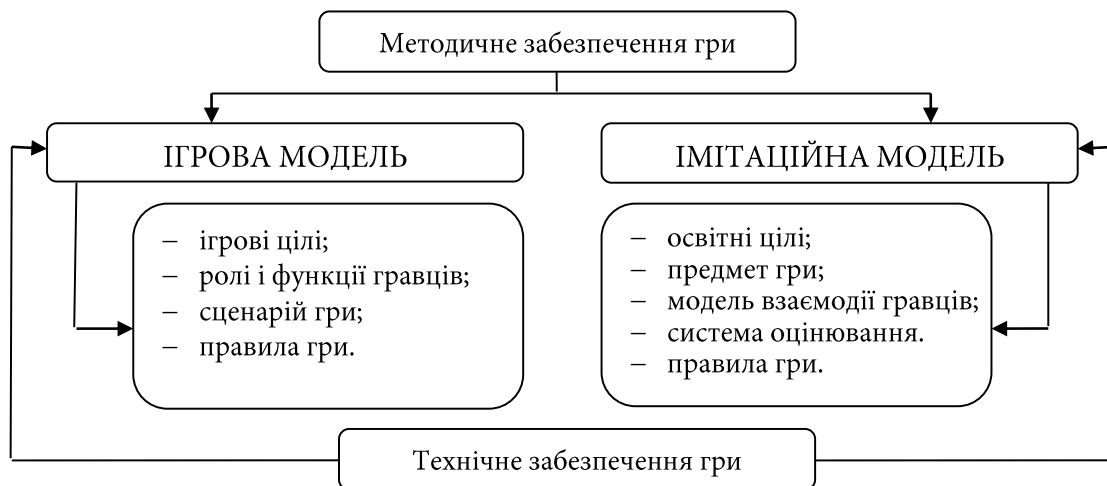 Методичне забезпечення гри
ІГРОВА МОДЕЛЬ
ІМІТАЦІЙНА МОДЕЛЬ
– ігрові цілі;
– ролі і функції гравців;
– сценарій гри;
– правила гри.
– освітні цілі;
– предмет гри;
– модель взаємодії гравців;
– система оцінювання.
– правила гри.
Технічне забезпечення гри